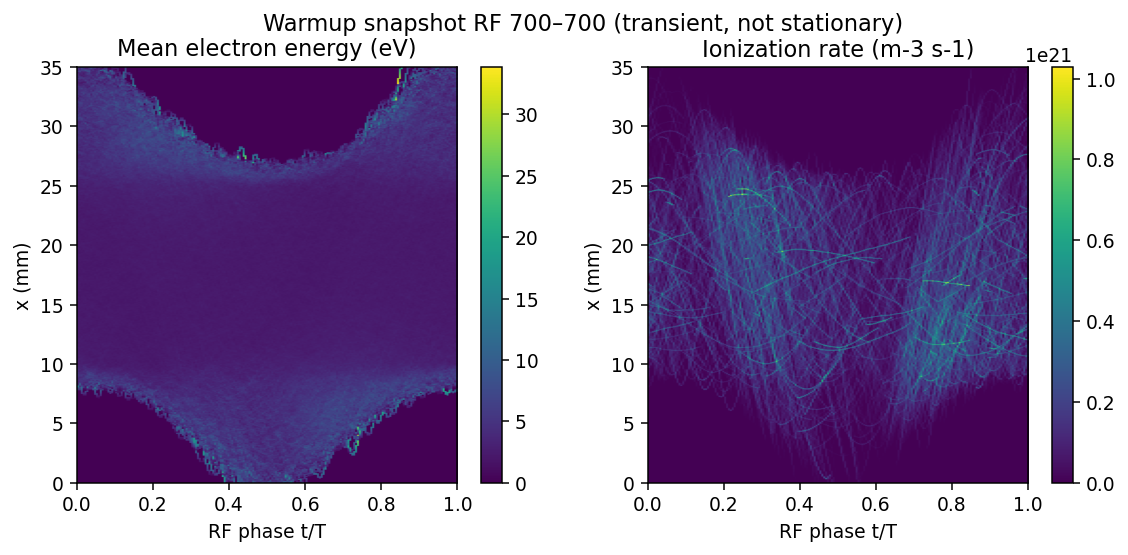 Warmup snapshot RF 700–700 (transient, not stationary)
Mean electron energy (eV)
35
30
25
20
15
10
5
0
x (mm)
0.0 0.2 0.4 0.6 0.8 1.0
RF phase t/T
30
25
20
15
10
5
0
Ionization rate (m-3 s-1)
1e21
35
30
25
20
15
10
5
0
x (mm)
0.0 0.2 0.4 0.6 0.8 1.0
RF phase t/T
1.0
0.8
0.6
0.4
0.2
0.0